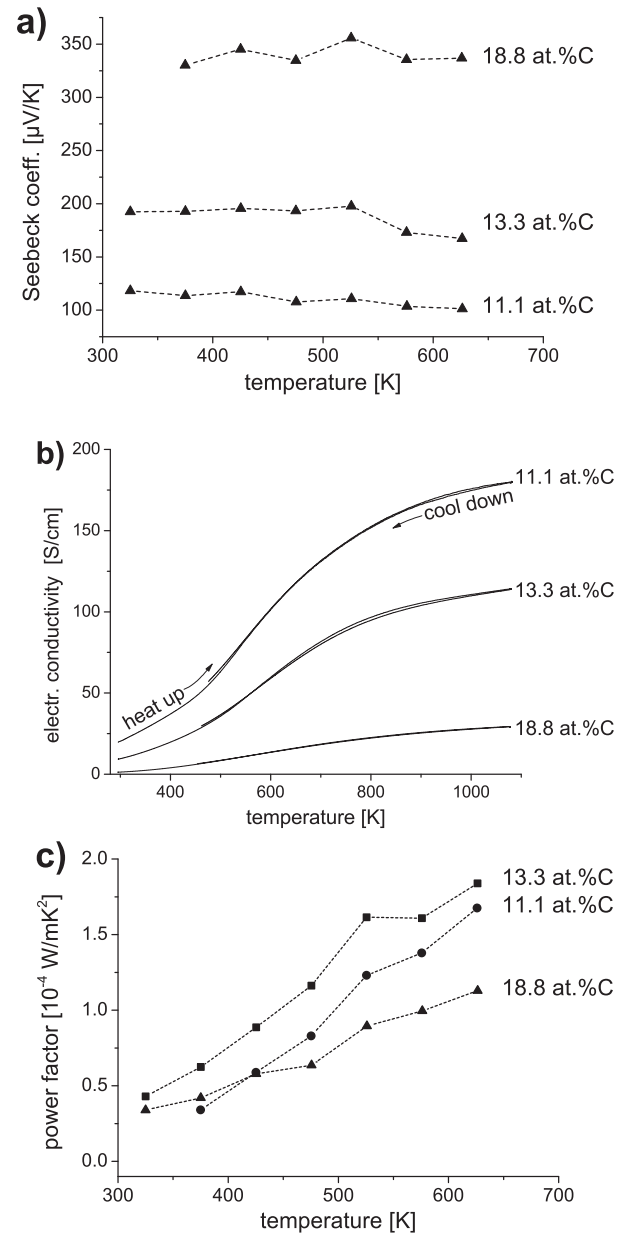 a)
350
300
250
200
150
100
Seebeck coeff. [µV/K]
18.8 at.%C
13.3 at.%C
11.1 at.%C
300
400
500
600
700
temperature [K]
b)
200
150
100
50
0
electr. conductivity [S/cm]
11.1 at.%C
cool down
13.3 at.%C
heat up
18.8 at.%C
400
600
800
1000
temperature [K]
c)
2.0
1.5
1.0
0.5
0.0
power factor [10⁻⁴ W/mK²]
13.3 at.%C
11.1 at.%C
18.8 at.%C
300
400
500
600
700
temperature [K]